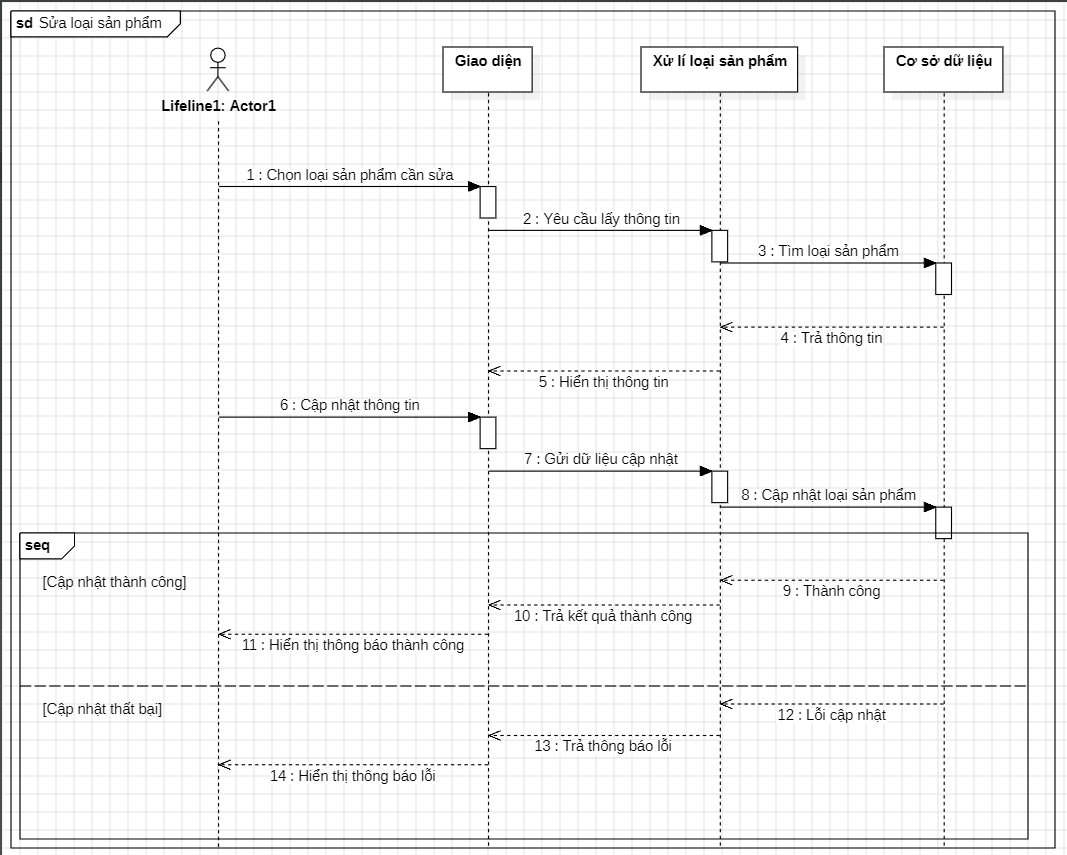 sd Sửa loại sản phẩm
Giao diện
Xử lí loại sản phẩm
Cơ sở dữ liệu
Lifeline1: Actor1
1 : Chọn loại sản phẩm cần sửa
2 : Yêu cầu lấy thông tin
3 : Tìm loại sản phẩm
4 : Trả thông tin
5 : Hiển thị thông tin
6 : Cập nhật thông tin
7 : Gửi dữ liệu cập nhật
8 : Cập nhật loại sản phẩm
seq
[Cập nhật thành công]
9 : Thành công
10 : Trả kết quả thành công
11 : Hiển thị thông báo thành công
[Cập nhật thất bại]
12 : Lỗi cập nhật
13 : Trả thông báo lỗi
14 : Hiển thị thông báo lỗi